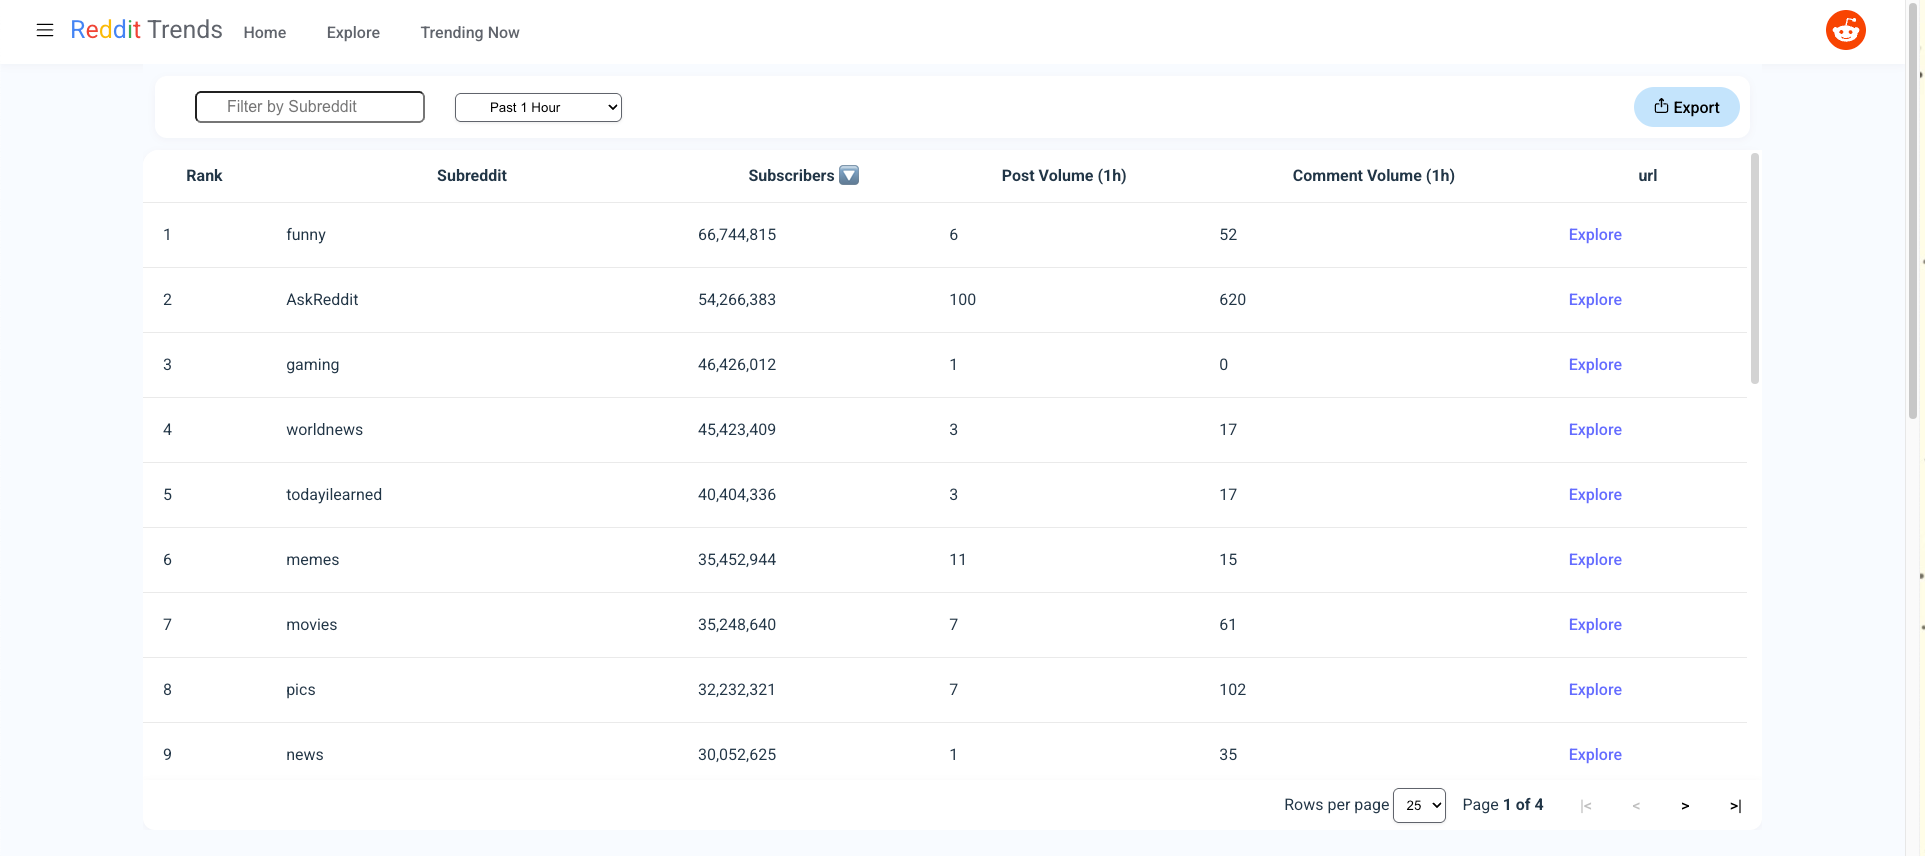 Reddit Trends Home Explore Trending Now
Filter by Subreddit Past 1 Hour Export
Rank Subreddit Subscribers Post Volume (1h) Comment Volume (1h) url
1 funny 66,744,815 6 52 Explore
2 AskReddit 54,266,383 100 620 Explore
3 gaming 46,426,012 1 0 Explore
4 worldnews 45,423,409 3 17 Explore
5 todayilearned 40,404,336 3 17 Explore
6 memes 35,452,944 11 15 Explore
7 movies 35,248,640 7 61 Explore
8 pics 32,232,321 7 102 Explore
9 news 30,052,625 1 35 Explore
Rows per page 25 Page 1 of 4 |< < > >|